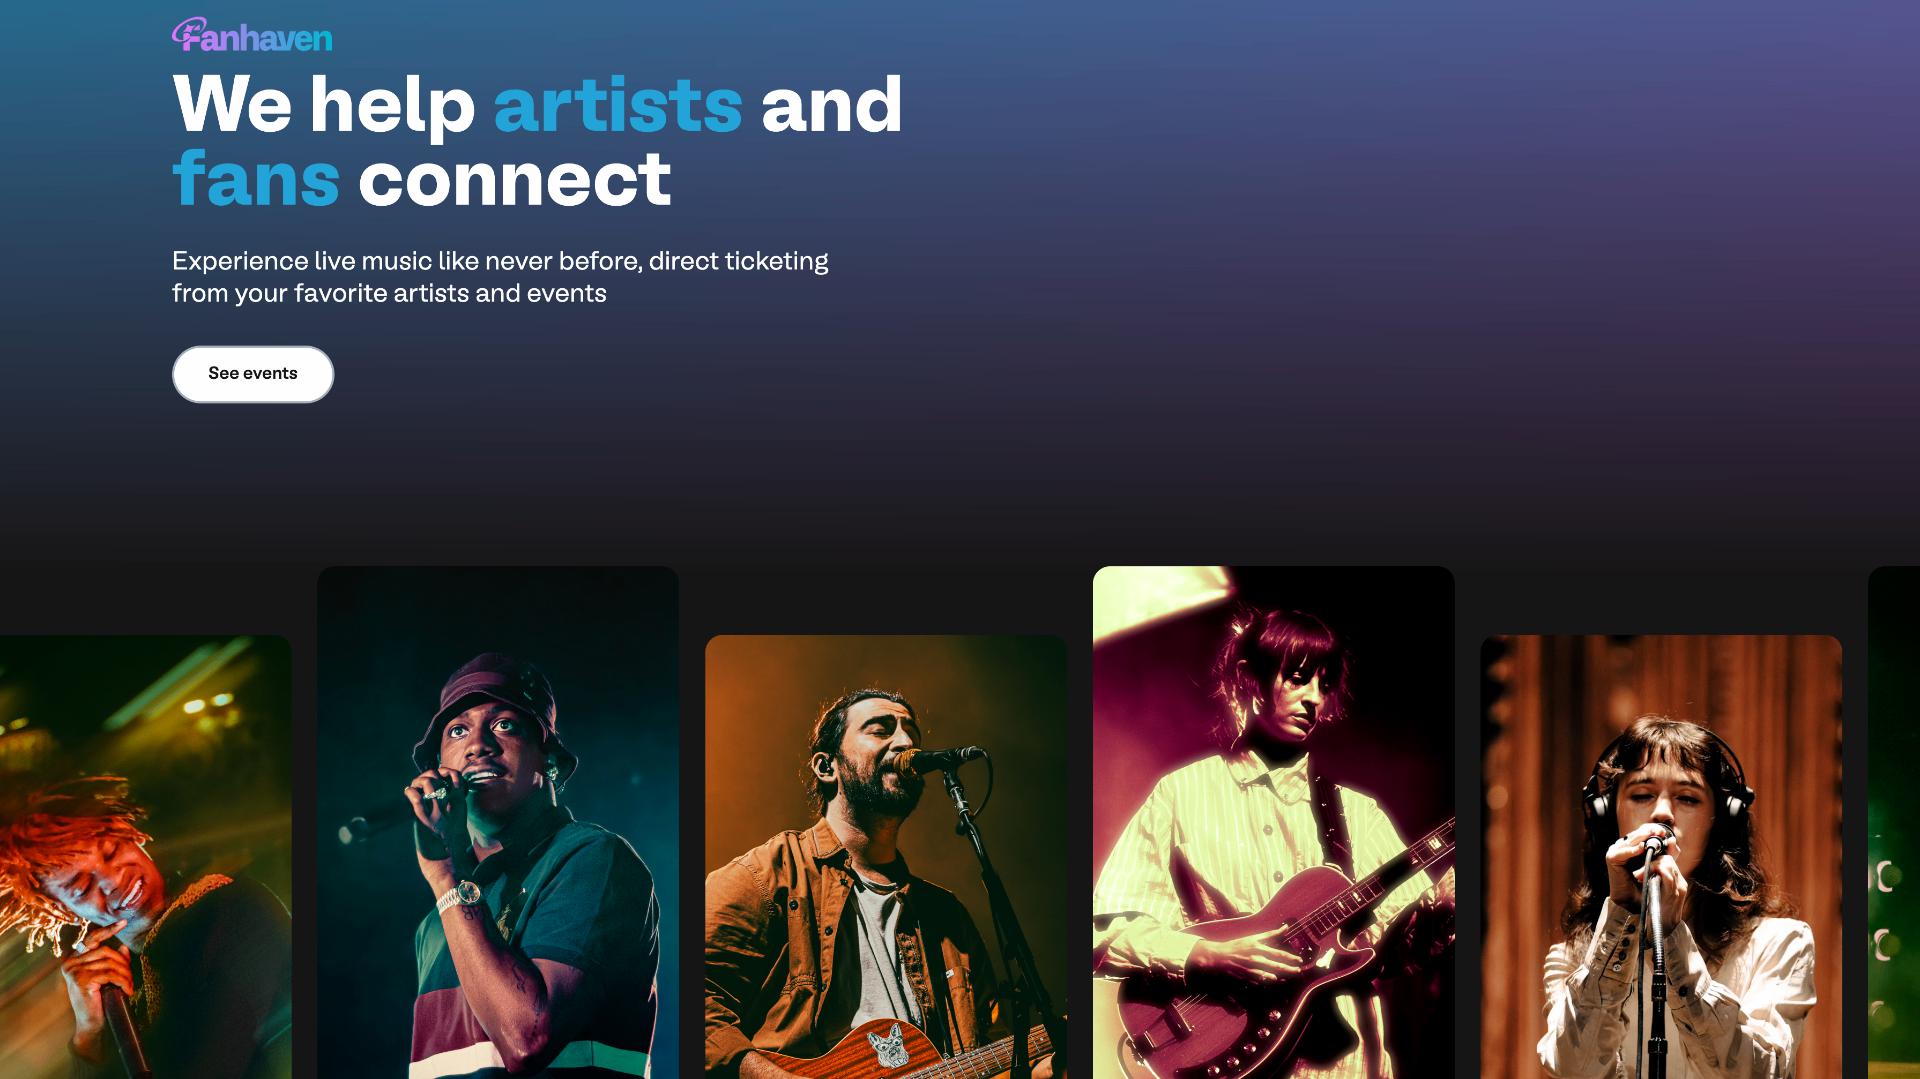 Fanhaven
We help artists and
fans connect
Experience live music like never before, direct ticketing
from your favorite artists and events
See events